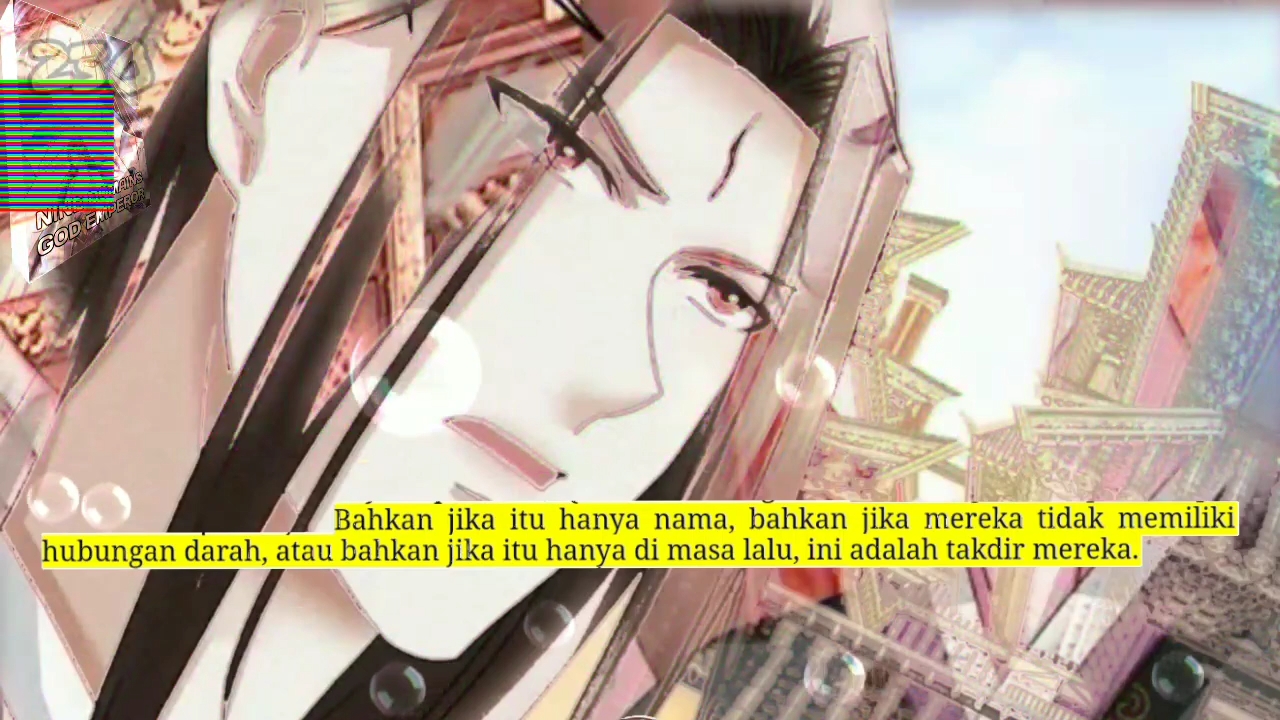 230
GOD EMPEROR
Bahkan jika itu hanya nama, bahkan jika mereka tidak memiliki
hubungan darah, atau bahkan jika itu hanya di masa lalu, ini adalah takdir mereka.